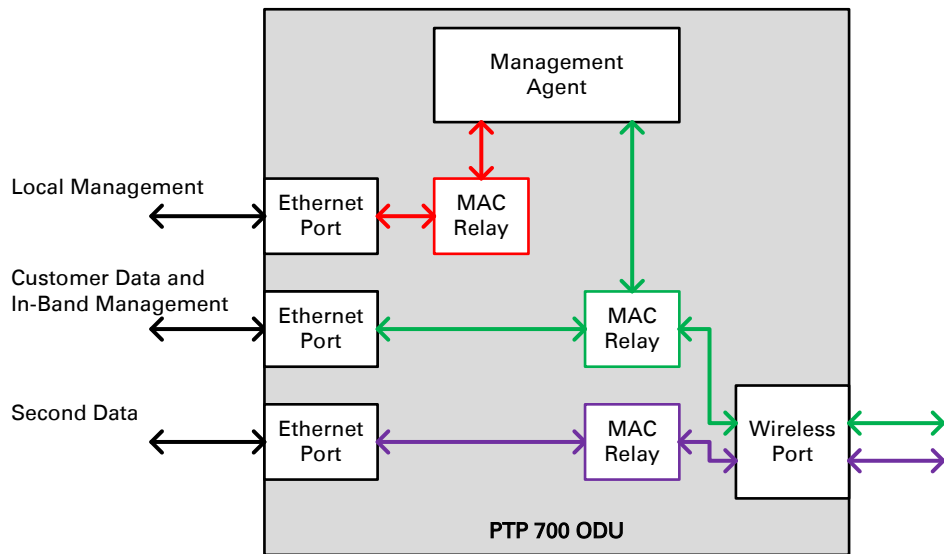 Management
Agent
Local Management
Ethernet
Port
MAC
Relay
Customer Data and
In-Band Management
Ethernet
Port
MAC
Relay
Second Data
Ethernet
Port
MAC
Relay
Wireless
Port
PTP 700 ODU